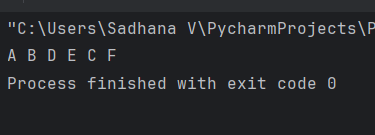 "C:\Users\Sadhana V\PycharmProjects\P
A B D E C F
Process finished with exit code 0